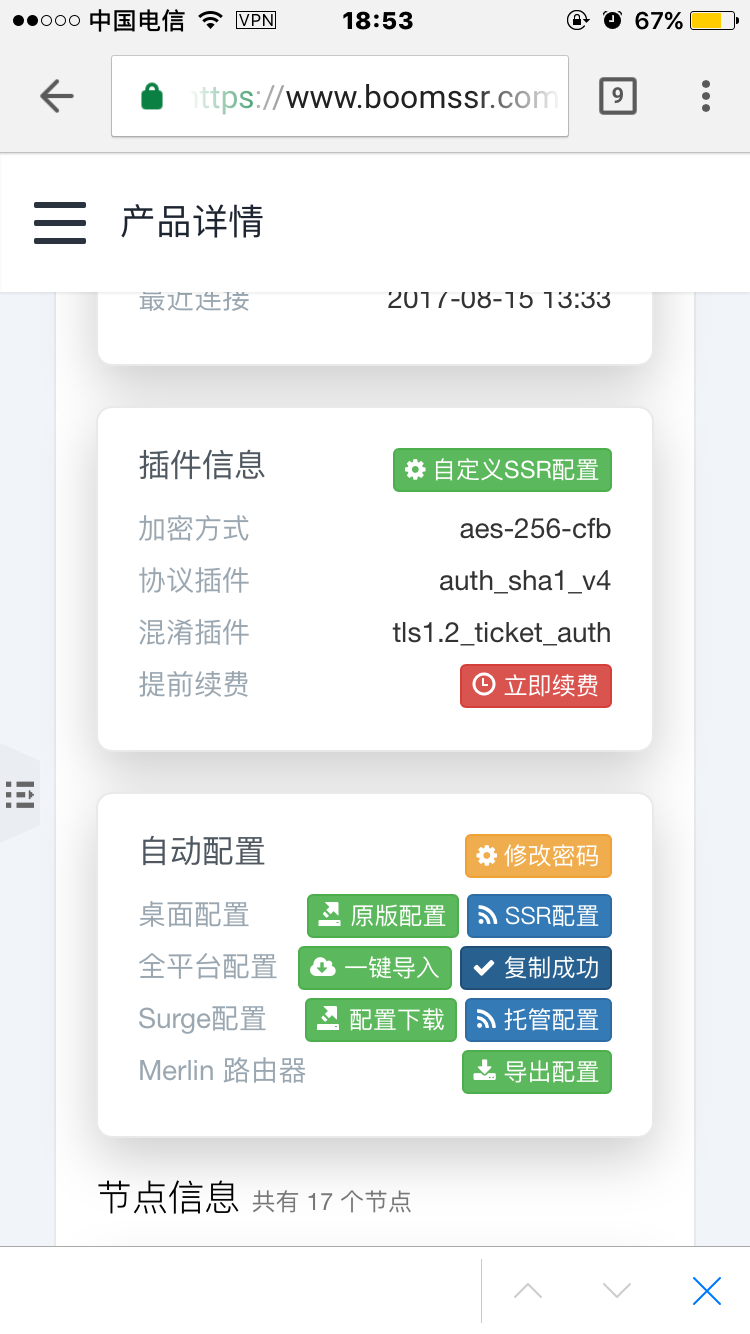 中国电信 VPN 18:53 67%
https://www.boomssr.com 9
产品详情
最近连接 2017-08-15 13:33
插件信息 自定义SSR配置
加密方式 aes-256-cfb
协议插件 auth_sha1_v4
混淆插件 tls1.2_ticket_auth
提前续费 立即续费
自动配置 修改密码
桌面配置 原版配置 SSR配置
全平台配置 一键导入 复制成功
Surge配置 配置下载 托管配置
Merlin 路由器 导出配置
节点信息 共有 17 个节点